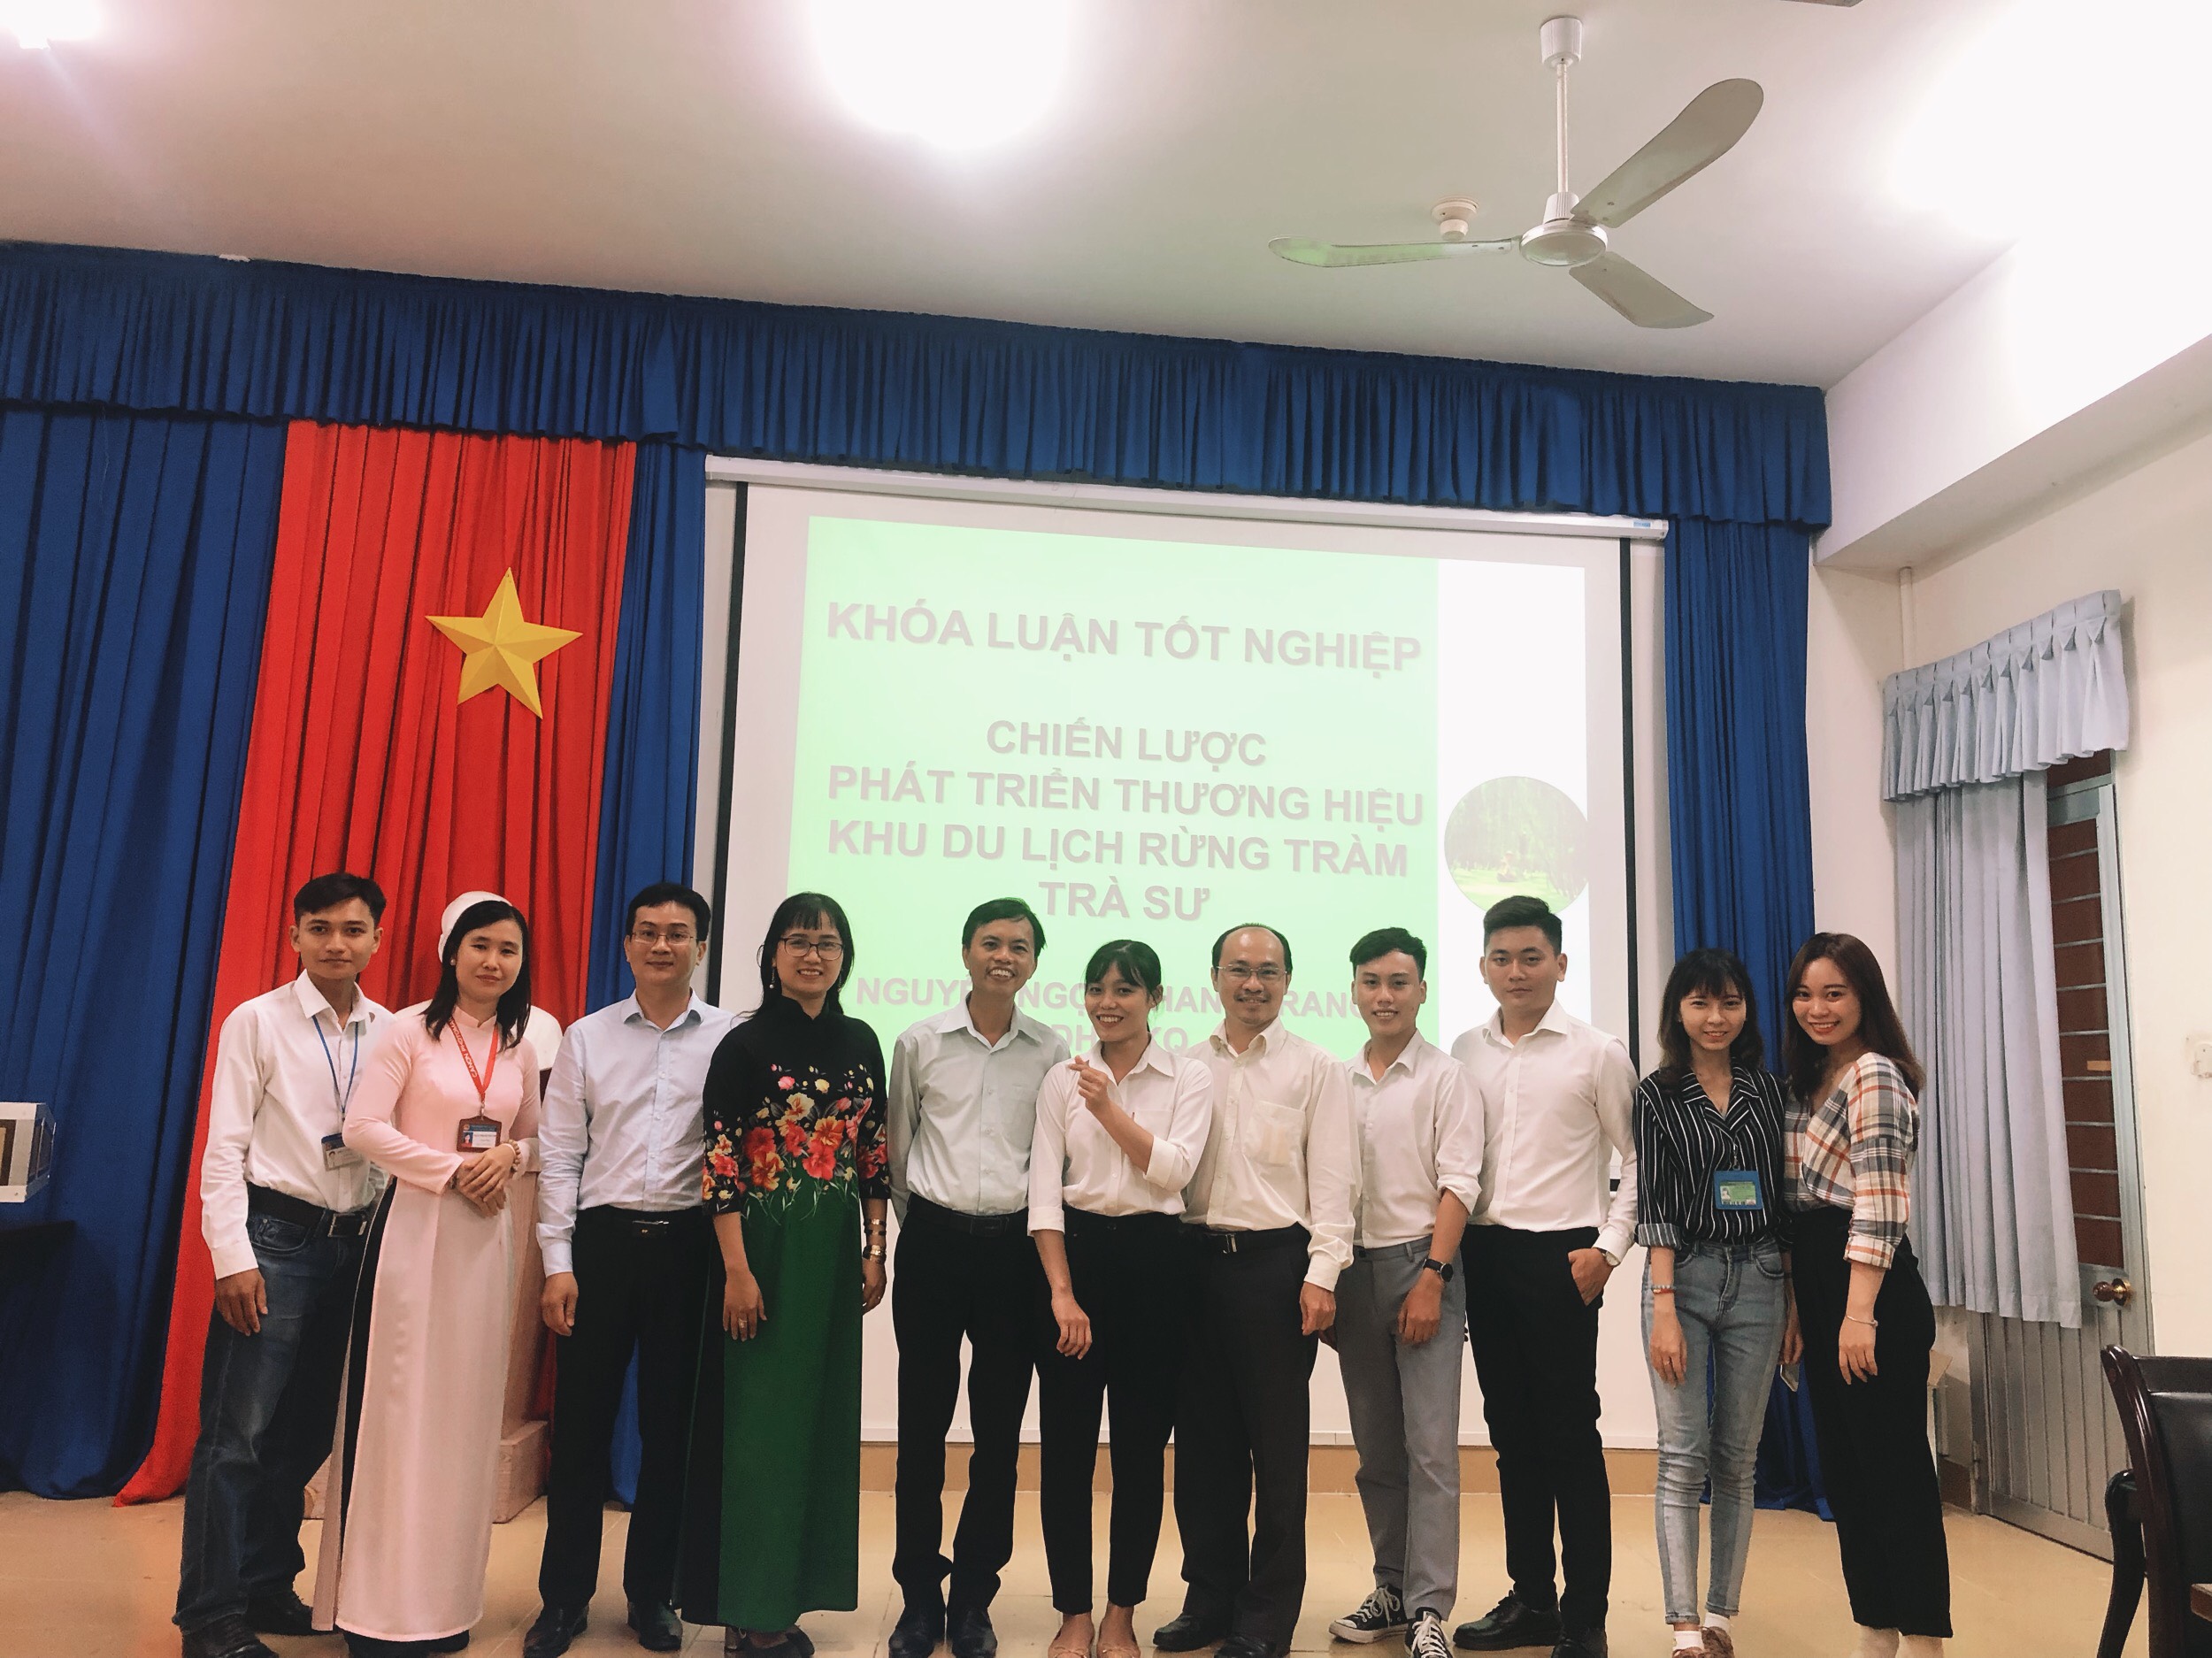 KHÓA LUẬN TỐT NGHIỆP
CHIẾN LƯỢC
PHÁT TRIỂN THƯƠNG HIỆU
KHU DU LỊCH RỪNG TRÀM
TRÀ SƯ